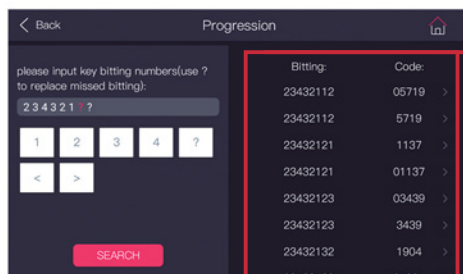 < Back
Progression
please input key bitting numbers(use ?
to replace missed bitting):
2 3 4 3 2 1 ? ?
1 2 3 4 ?
< >
SEARCH
Bitting: Code:
23432112 05719 >
23432112 5719 >
23432121 1137 >
23432121 01137 >
23432123 03439 >
23432123 3439 >
23432132 1904 >